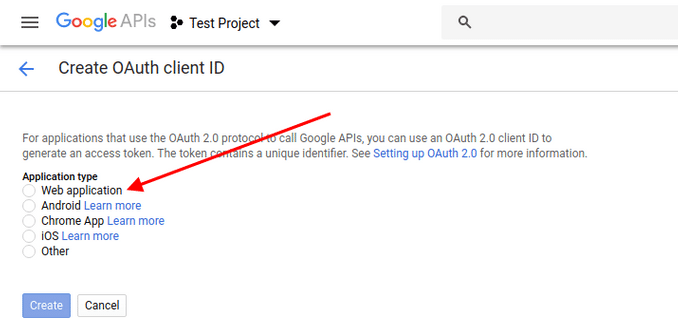 Google APIs Test Project
Create OAuth client ID
For applications that use the OAuth 2.0 protocol to call Google APIs, you can use an OAuth 2.0 client ID to
generate an access token. The token contains a unique identifier. See Setting up OAuth 2.0 for more information.
Application type
Web application
Android Learn more
Chrome App Learn more
iOS Learn more
Other
Create Cancel